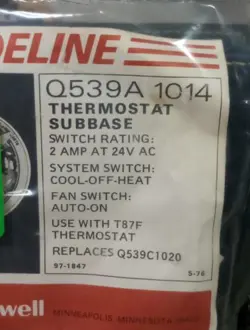 DELINE
Q539A 1014
THERMOSTAT
SUBBASE
SWITCH RATING:
2 AMP AT 24V AC
SYSTEM SWITCH:
COOL-OFF-HEAT
FAN SWITCH:
AUTO-ON
USE WITH T87F
THERMOSTAT
REPLACES Q539C1020
97-1847 5-76
well
MINNEAPOLIS MINNESOTA